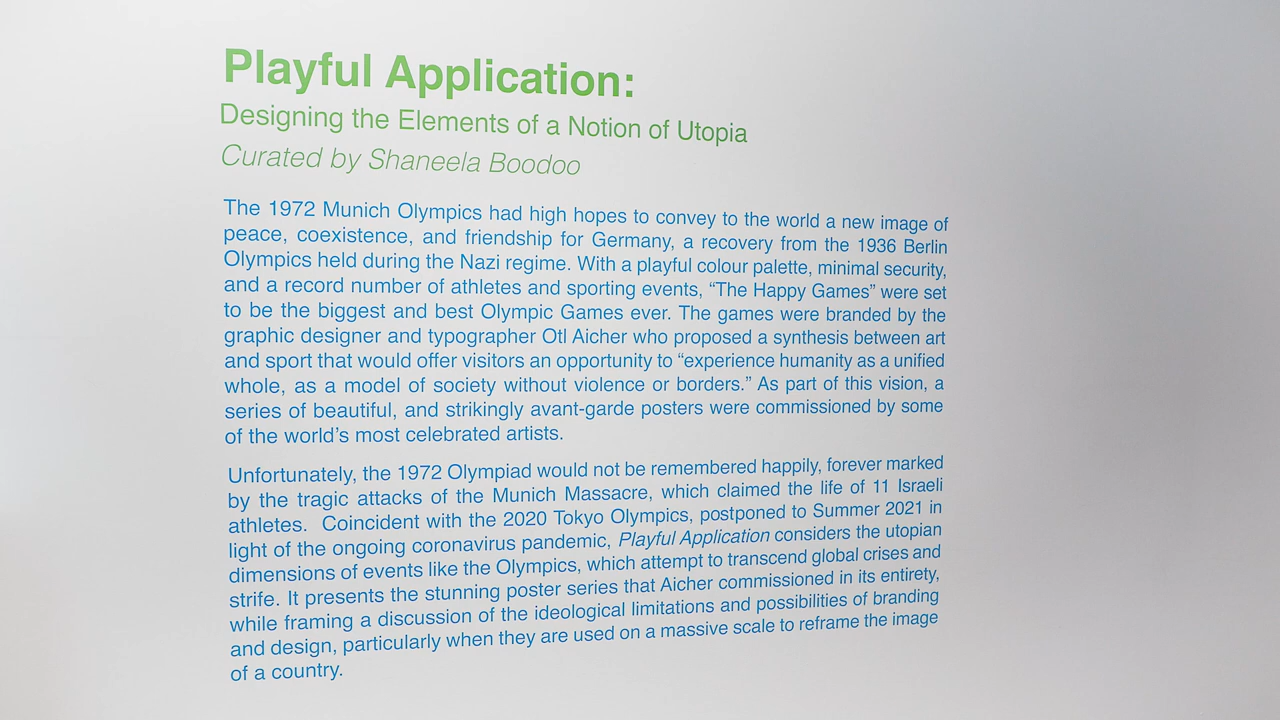 Playful Application:
Designing the Elements of a Notion of Utopia
Curated by Shaneela Boodoo
The 1972 Munich Olympics had high hopes to convey to the world a new image of
peace, coexistence, and friendship for Germany, a recovery from the 1936 Berlin
Olympics held during the Nazi regime. With a playful colour palette, minimal security,
and a record number of athletes and sporting events, “The Happy Games” were set
to be the biggest and best Olympic Games ever. The games were branded by the
graphic designer and typographer Otl Aicher who proposed a synthesis between art
and sport that would offer visitors an opportunity to “experience humanity as a unified
whole, as a model of society without violence or borders.” As part of this vision, a
series of beautiful, and strikingly avant-garde posters were commissioned by some
of the world’s most celebrated artists.
Unfortunately, the 1972 Olympiad would not be remembered happily, forever marked
by the tragic attacks of the Munich Massacre, which claimed the life of 11 Israeli
athletes.  Coincident with the 2020 Tokyo Olympics, postponed to Summer 2021 in
light of the ongoing coronavirus pandemic, Playful Application considers the utopian
dimensions of events like the Olympics, which attempt to transcend global crises and
strife. It presents the stunning poster series that Aicher commissioned in its entirety,
while framing a discussion of the ideological limitations and possibilities of branding
and design, particularly when they are used on a massive scale to reframe the image
of a country.